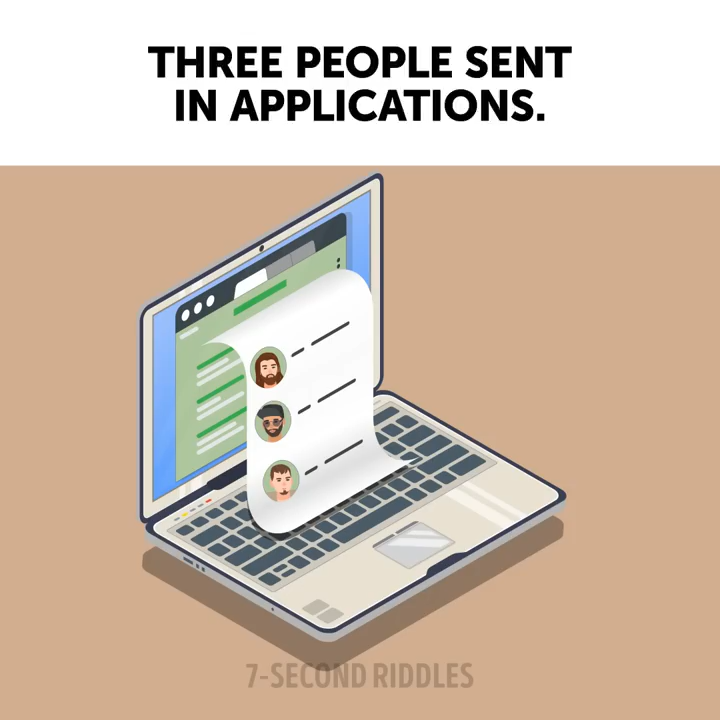 THREE PEOPLE SENT
IN APPLICATIONS.
7-SECOND RIDDLES